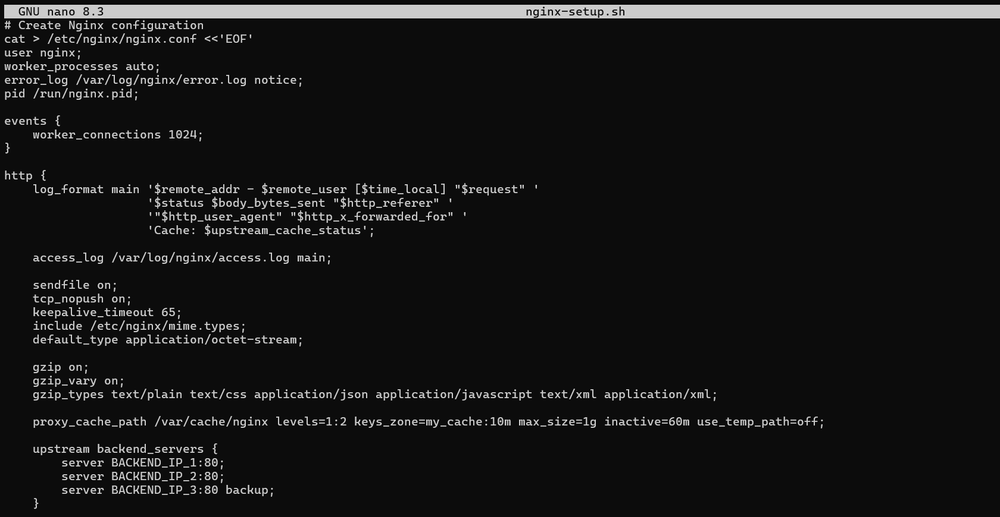 GNU nano 8.3 nginx-setup.sh
# Create Nginx configuration
cat > /etc/nginx/nginx.conf <<'EOF'
user nginx;
worker_processes auto;
error_log /var/log/nginx/error.log notice;
pid /run/nginx.pid;

events {
    worker_connections 1024;
}

http {
    log_format main '$remote_addr - $remote_user [$time_local] "$request" '
                    '$status $body_bytes_sent "$http_referer" '
                    '"$http_user_agent" "$http_x_forwarded_for" '
                    'Cache: $upstream_cache_status';

    access_log /var/log/nginx/access.log main;

    sendfile on;
    tcp_nopush on;
    keepalive_timeout 65;
    include /etc/nginx/mime.types;
    default_type application/octet-stream;

    gzip on;
    gzip_vary on;
    gzip_types text/plain text/css application/json application/javascript text/xml application/xml;

    proxy_cache_path /var/cache/nginx levels=1:2 keys_zone=my_cache:10m max_size=1g inactive=60m use_temp_path=off;

    upstream backend_servers {
        server BACKEND_IP_1:80;
        server BACKEND_IP_2:80;
        server BACKEND_IP_3:80 backup;
    }